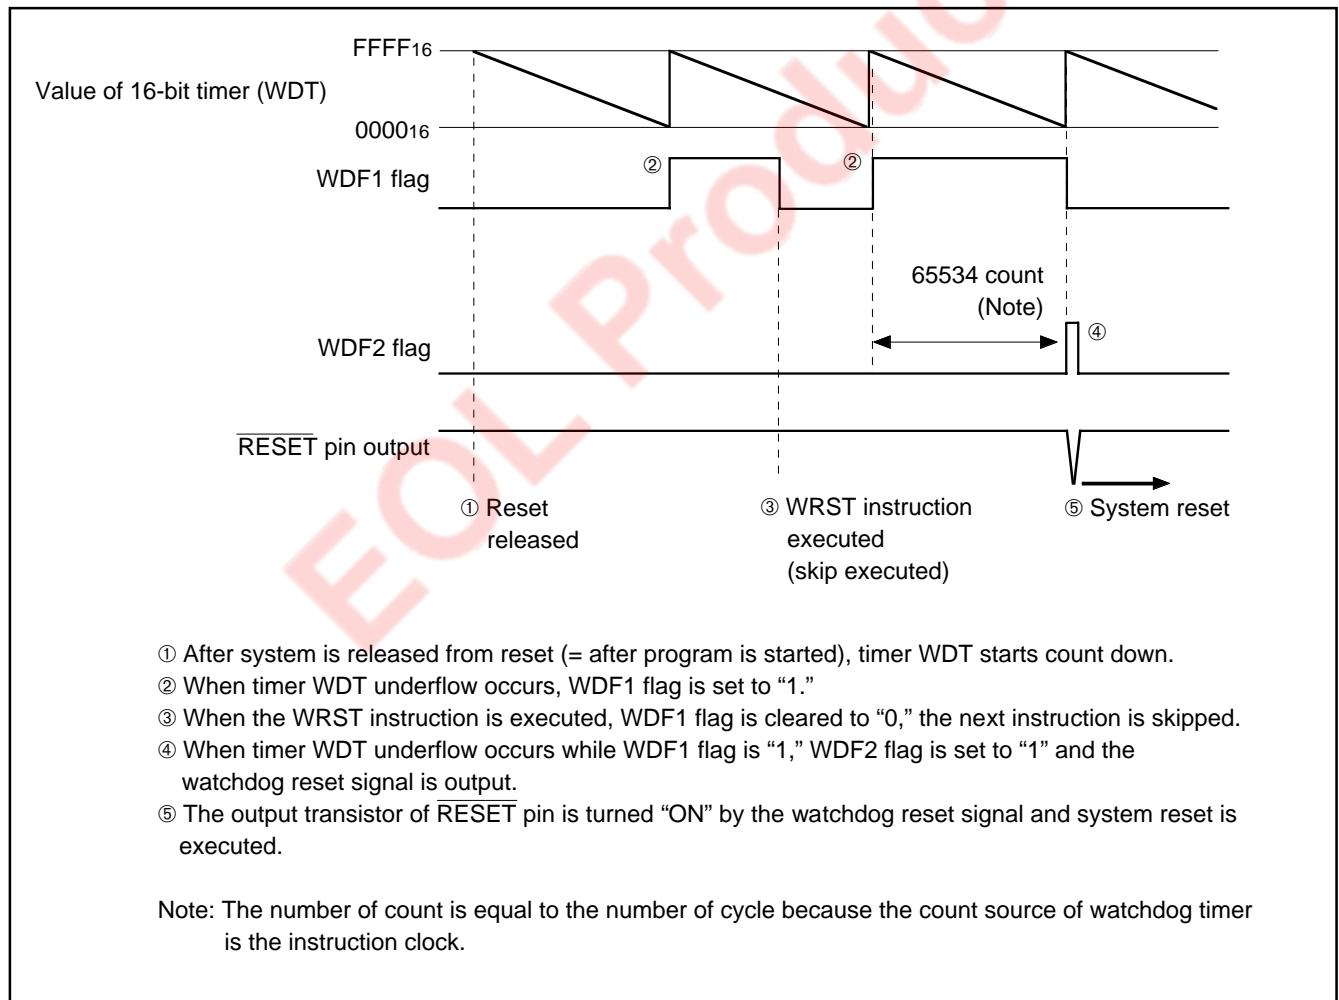 FFFF16
Value of 16-bit timer (WDT)
000016
WDF1 flag
②
②
65534 count
(Note)
WDF2 flag
④
RESET pin output
① Reset
released
③ WRST instruction
executed
(skip executed)
⑤ System reset
① After system is released from reset (= after program is started), timer WDT starts count down.
② When timer WDT underflow occurs, WDF1 flag is set to “1.”
③ When the WRST instruction is executed, WDF1 flag is cleared to “0,” the next instruction is skipped.
④ When timer WDT underflow occurs while WDF1 flag is “1,” WDF2 flag is set to “1” and the
watchdog reset signal is output.
⑤ The output transistor of RESET pin is turned “ON” by the watchdog reset signal and system reset is
executed.
Note: The number of count is equal to the number of cycle because the count source of watchdog timer
is the instruction clock.
EOL Produc